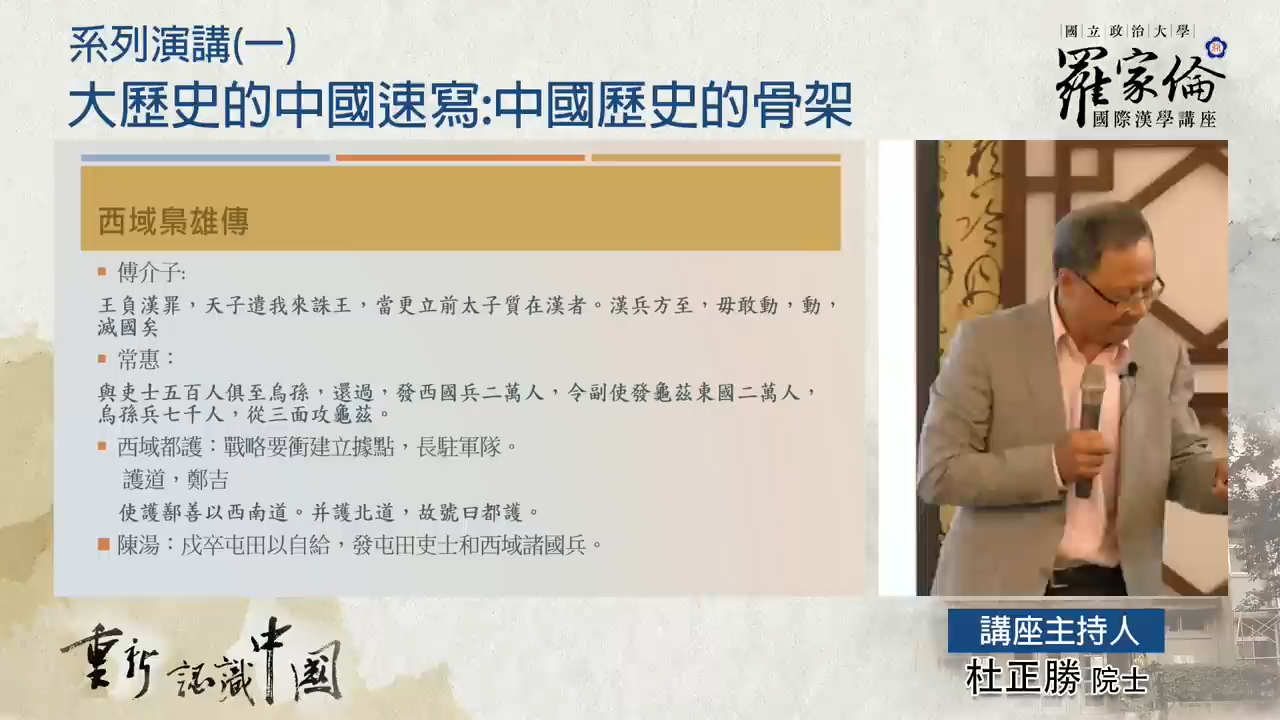 系列演講(一)
大歷史的中國速寫:中國歷史的骨架
國立政治大學
羅家倫
國際漢學講座
西域梟雄傳
傅介子:
王負漢罪，天子遣我來誅王，當更立前太子質在漢者。漢兵方至，毋敢動，動，
滅國矣
常惠：
與吏士五百人俱至烏孫，還過，發西國兵二萬人，令副使發龜茲東國二萬人，
烏孫兵七千人，從三面攻龜茲。
西域都護：戰略要衝建立據點，長駐軍隊。
護道，鄭吉
使護鄯善以西南道。并護北道，故號曰都護。
陳湯：戍卒屯田以自給，發屯田吏士和西域諸國兵。
重新認識中國
講座主持人
杜正勝 院士